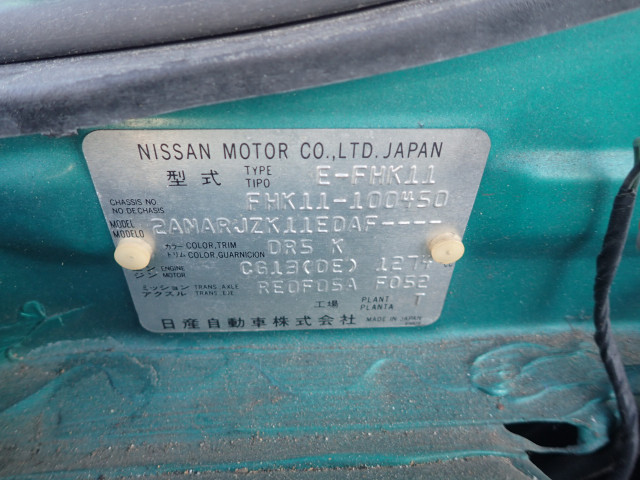 NISSAN MOTOR CO., LTD. JAPAN
型式 TYPE TIPO E-FHK11
CHASSIS NO. NO. DE CHASIS FHK11-100450
MODEL MODELO 2AMARJZK11EDAF----
カラー トリム COLOR, TRIM COLOR, GUARNICION DR5 K
エンジン ENGINE MOTOR CG13(DE) 1274
ミッション アクスル TRANS. AXLE TRANS. EJE RE0F05A F052
工場 PLANT PLANTA T
日産自動車株式会社 MADE IN JAPAN